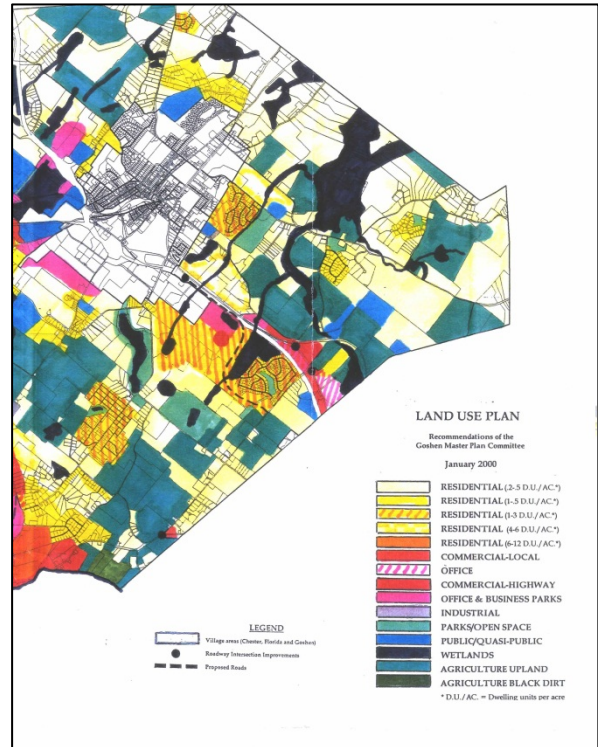 LAND USE PLAN
Recommendations of the
Goshen Master Plan Committee
January 2000
RESIDENTIAL (.2-.5 D.U./AC.*)
RESIDENTIAL (1-.5 D.U./AC.*)
RESIDENTIAL (1-3 D.U./AC.*)
RESIDENTIAL (4-6 D.U./AC.*)
RESIDENTIAL (6-12 D.U./AC.*)
COMMERCIAL-LOCAL
OFFICE
COMMERCIAL-HIGHWAY
OFFICE & BUSINESS PARKS
INDUSTRIAL
PARKS/OPEN SPACE
PUBLIC/QUASI-PUBLIC
WETLANDS
AGRICULTURE UPLAND
AGRICULTURE BLACK DIRT
* D.U./AC. = Dwelling units per acre
LEGEND
Village areas (Chester, Florida and Goshen)
Roadway Intersection Improvements
Proposed Roads